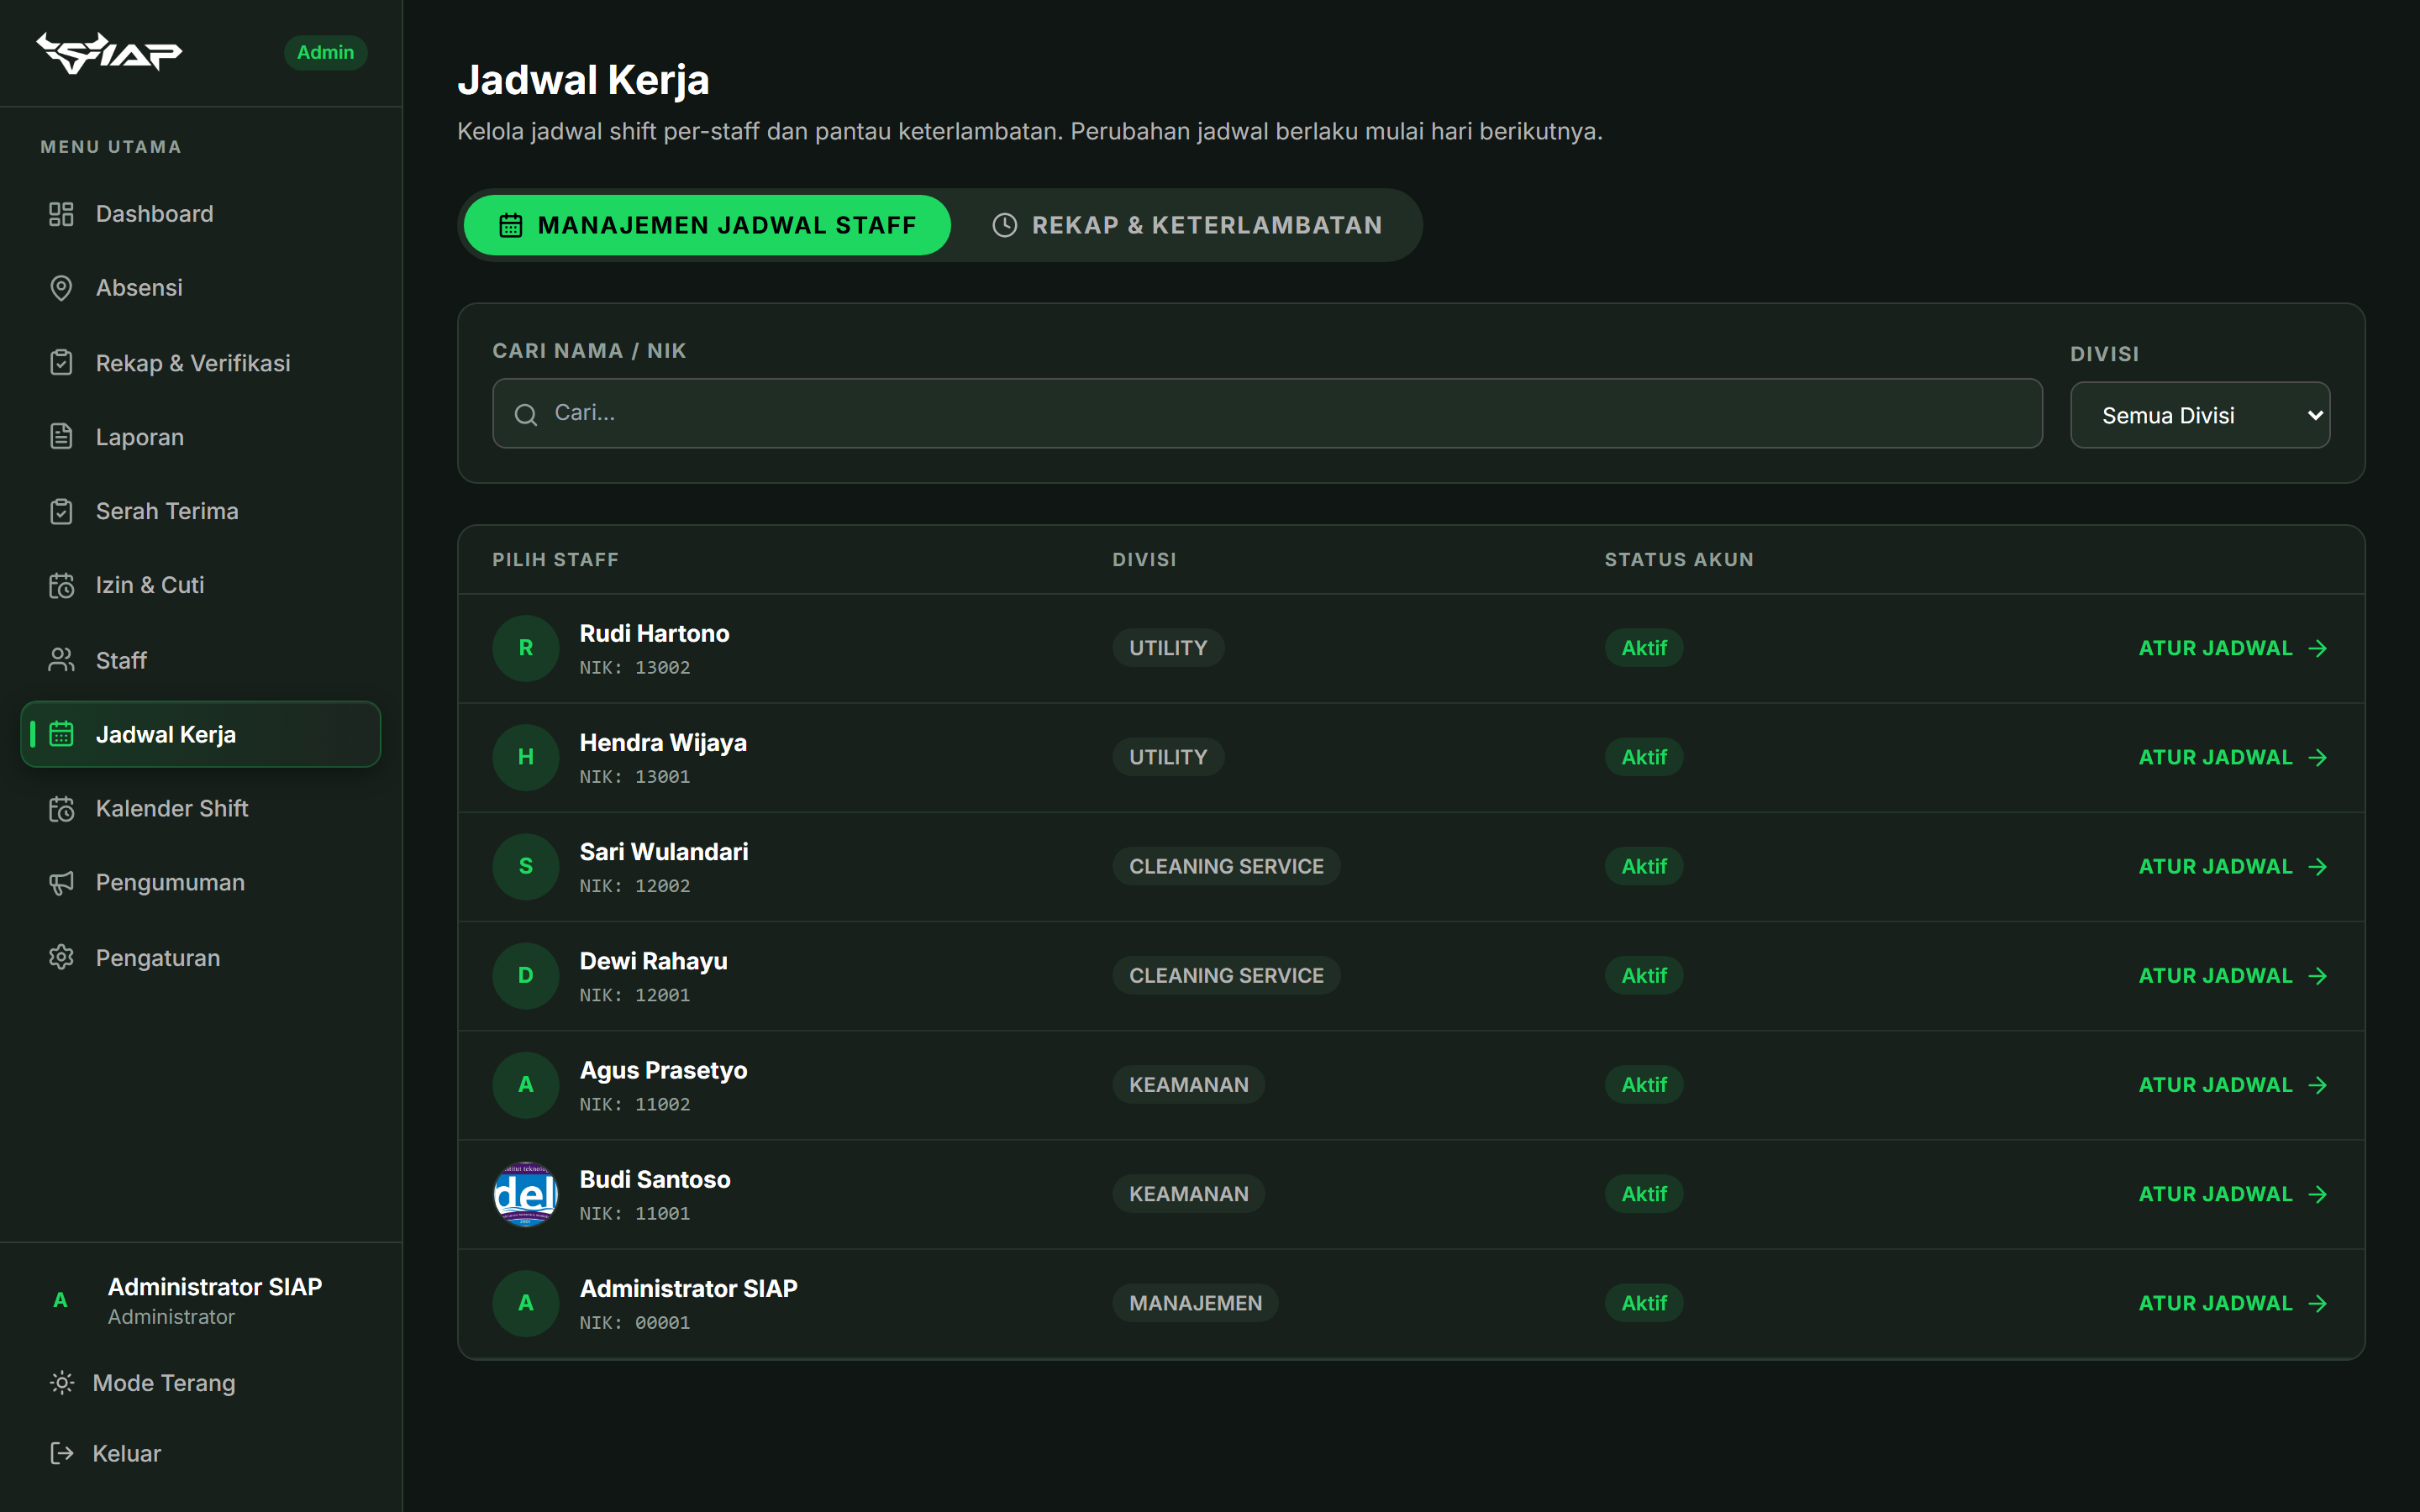 SIAP
Admin
MENU UTAMA
Dashboard
Absensi
Rekap & Verifikasi
Laporan
Serah Terima
Izin & Cuti
Staff
Jadwal Kerja
Kalender Shift
Pengumuman
Pengaturan
A
Administrator SIAP
Administrator
Mode Terang
Keluar
Jadwal Kerja
Kelola jadwal shift per-staff dan pantau keterlambatan. Perubahan jadwal berlaku mulai hari berikutnya.
MANAJEMEN JADWAL STAFF
REKAP & KETERLAMBATAN
CARI NAMA / NIK
Cari...
DIVISI
Semua Divisi
PILIH STAFF DIVISI STATUS AKUN
R Rudi Hartono UTILITY Aktif ATUR JADWAL
NIK: 13002
H Hendra Wijaya UTILITY Aktif ATUR JADWAL
NIK: 13001
S Sari Wulandari CLEANING SERVICE Aktif ATUR JADWAL
NIK: 12002
D Dewi Rahayu CLEANING SERVICE Aktif ATUR JADWAL
NIK: 12001
A Agus Prasetyo KEAMANAN Aktif ATUR JADWAL
NIK: 11002
del Budi Santoso KEAMANAN Aktif ATUR JADWAL
NIK: 11001
A Administrator SIAP MANAJEMEN Aktif ATUR JADWAL
NIK: 00001